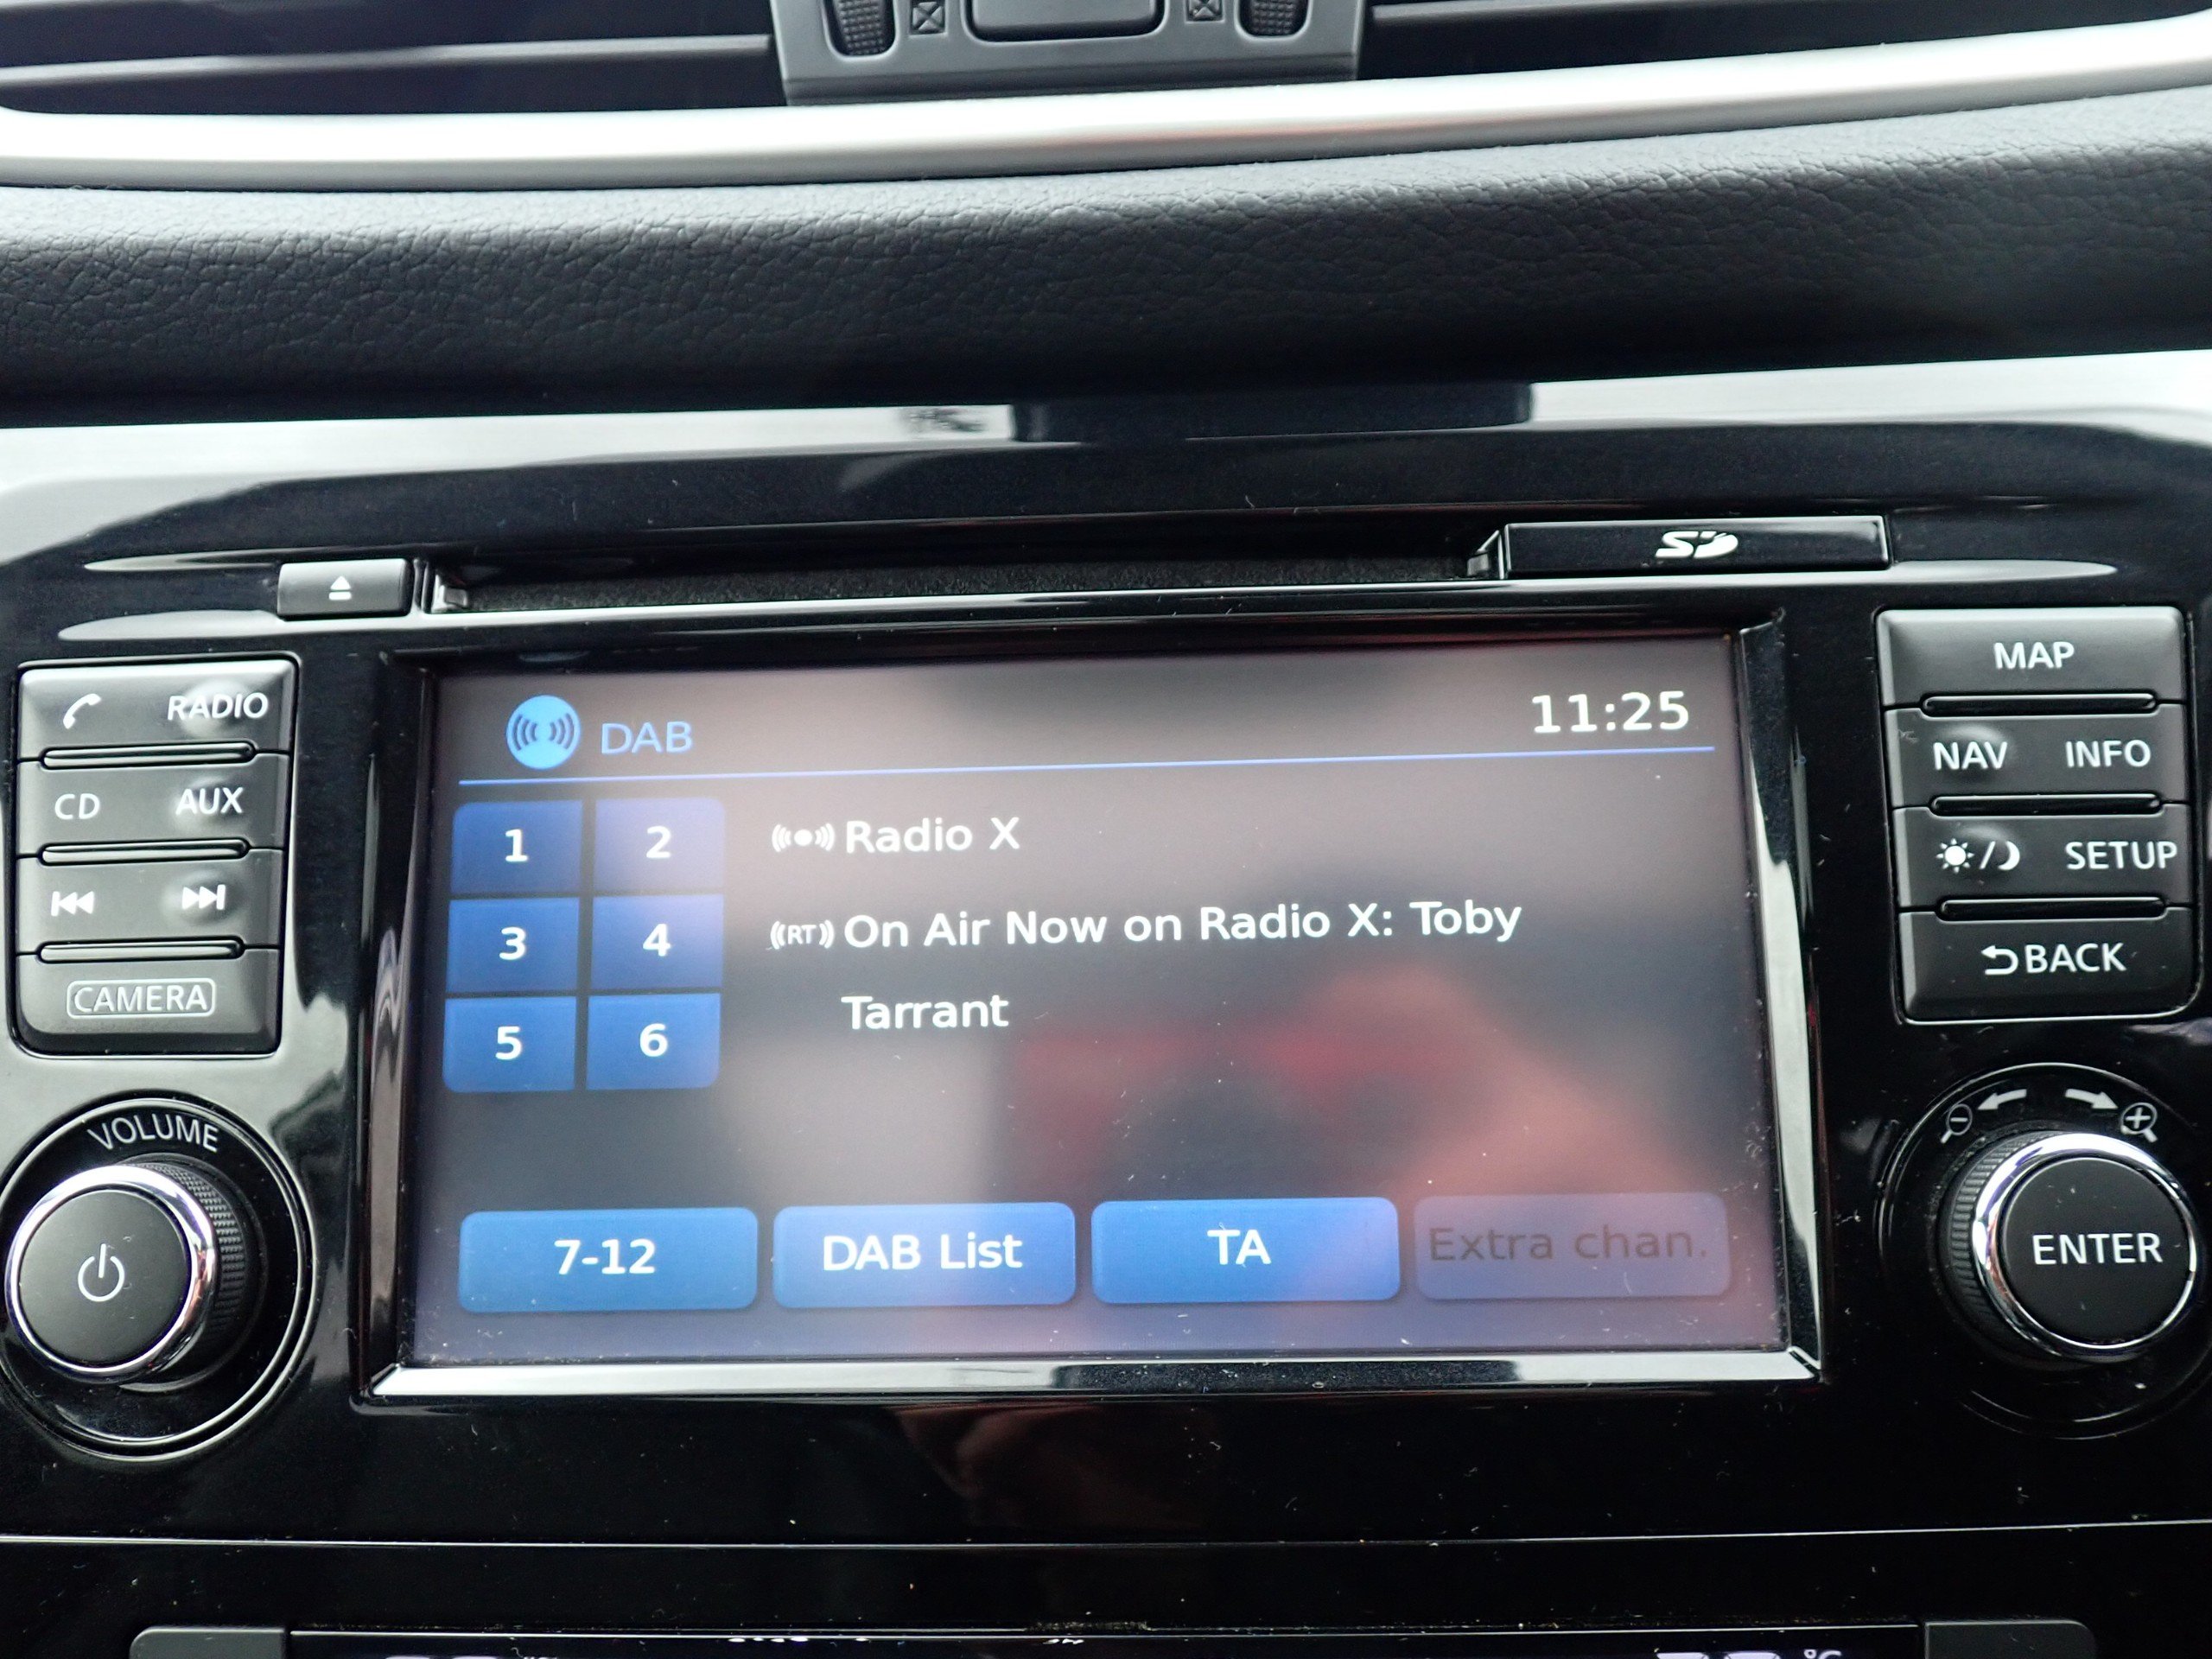 SD
RADIO
MAP
DAB
11:25
CD AUX
NAV INFO
1 2
Radio X
3 4
RT
On Air Now on Radio X: Toby
SETUP
Tarrant
CAMERA
BACK
5 6
VOLUME
7-12
DAB List
TA
Extra chan.
ENTER
°C